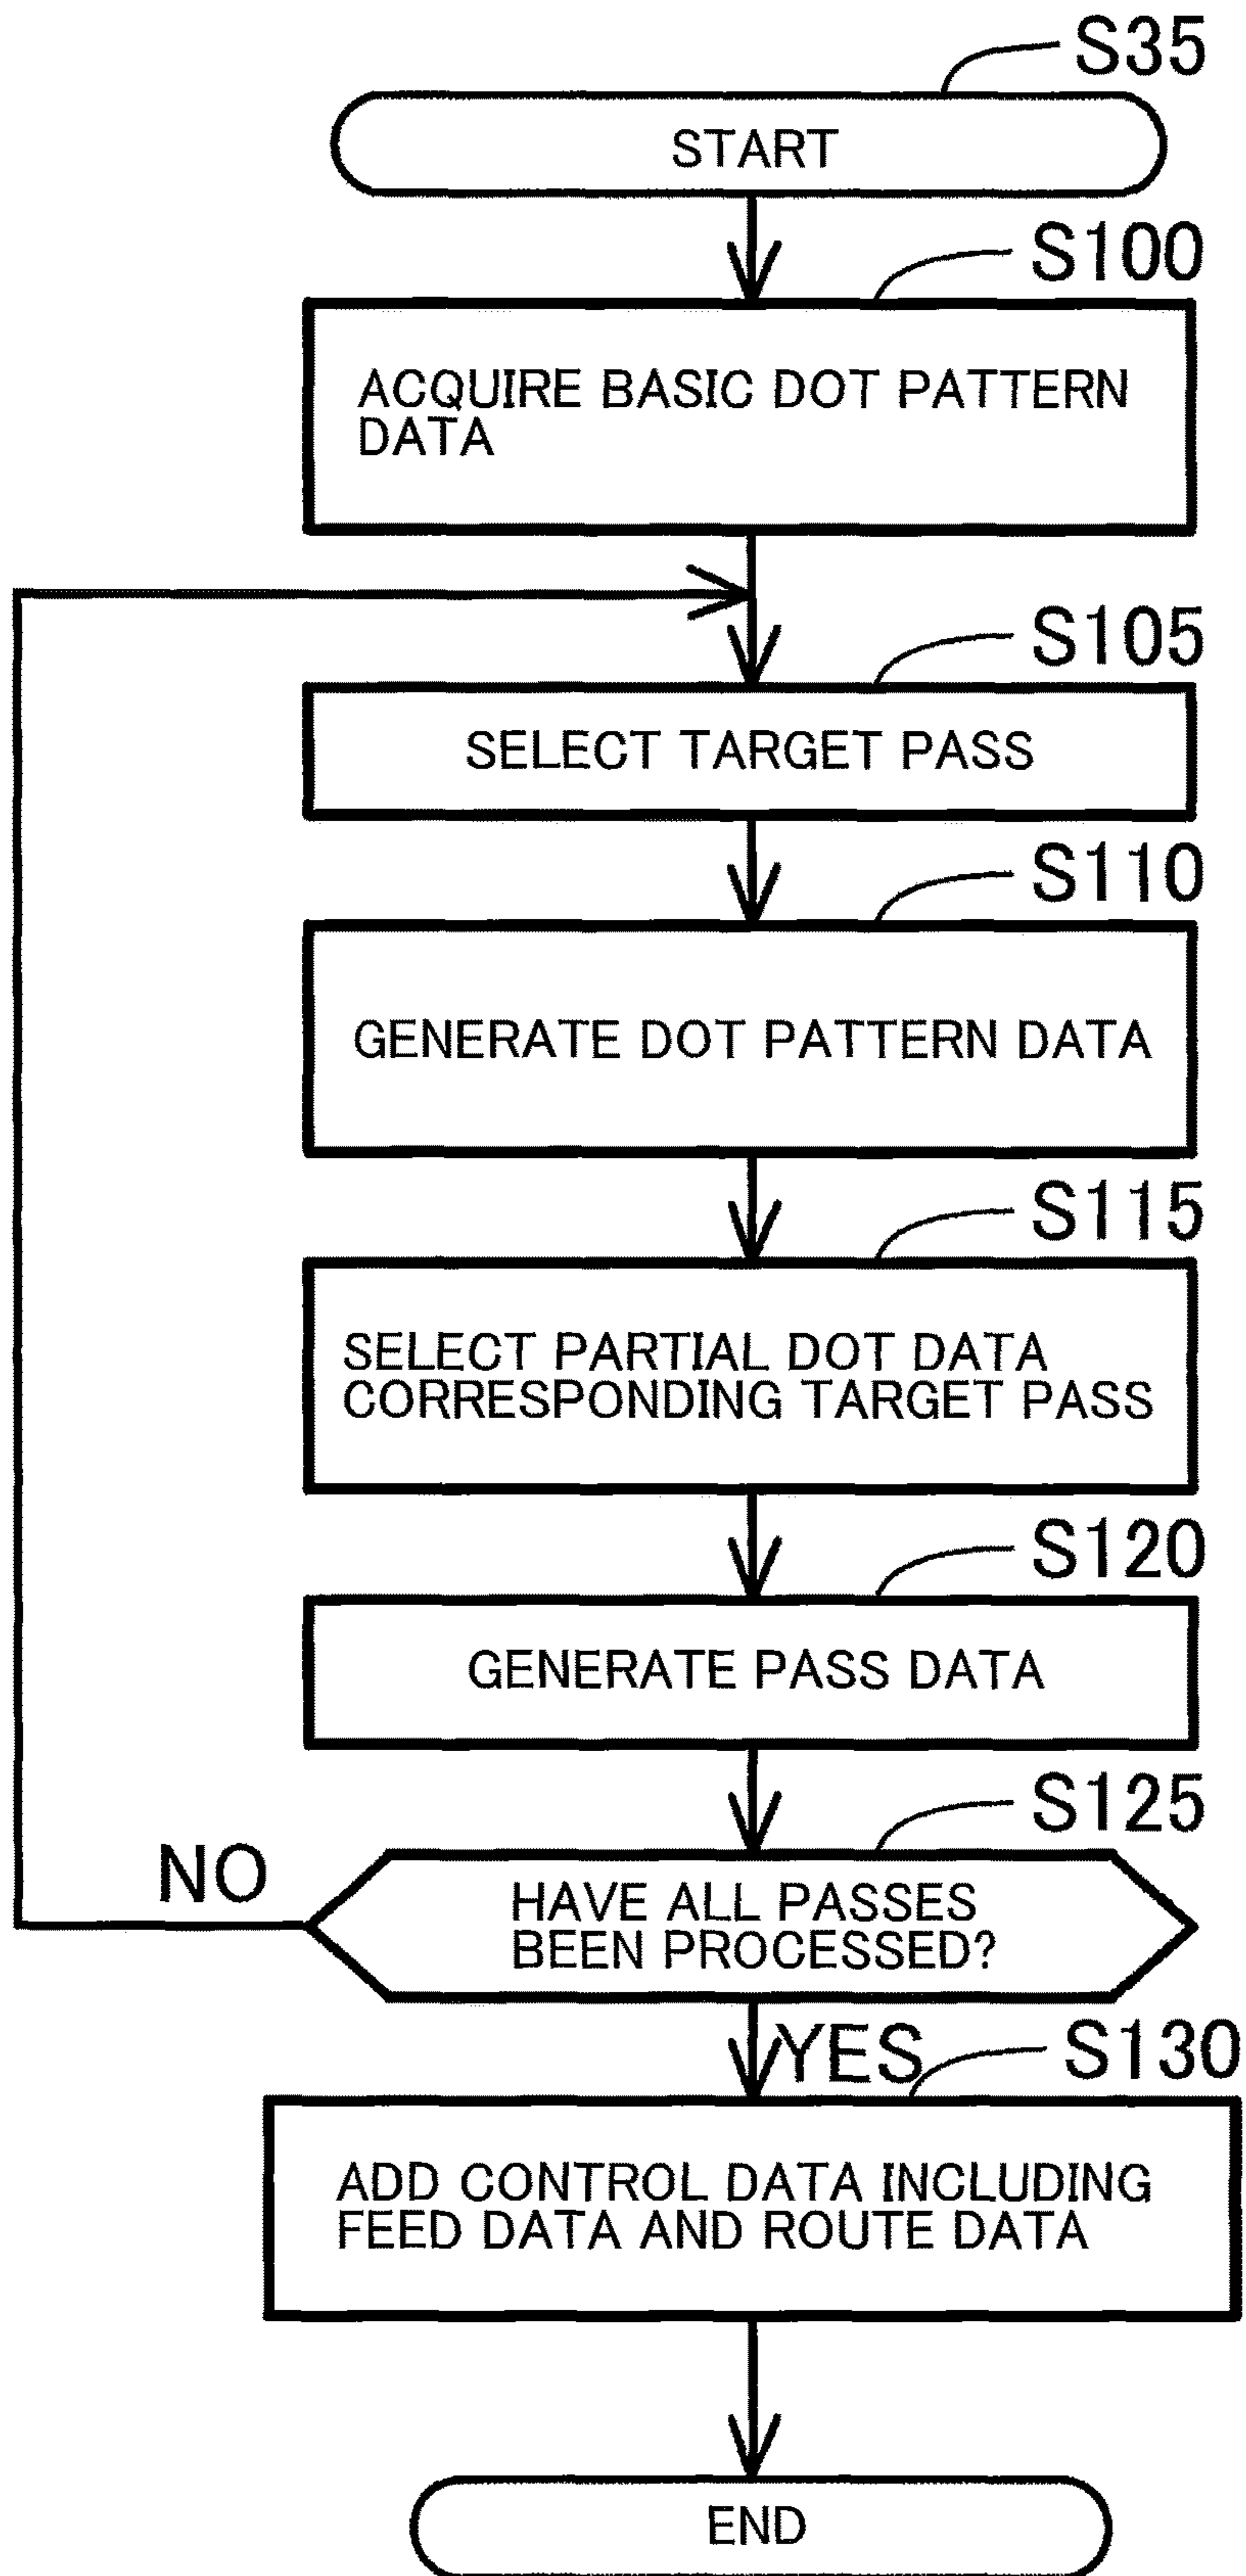 S35
START
S100
ACQUIRE BASIC DOT PATTERN
DATA
S105
SELECT TARGET PASS
S110
GENERATE DOT PATTERN DATA
S115
SELECT PARTIAL DOT DATA
CORRESPONDING TARGET PASS
S120
GENERATE PASS DATA
S125
NO
HAVE ALL PASSES
BEEN PROCESSED?
YES
S130
ADD CONTROL DATA INCLUDING
FEED DATA AND ROUTE DATA
END